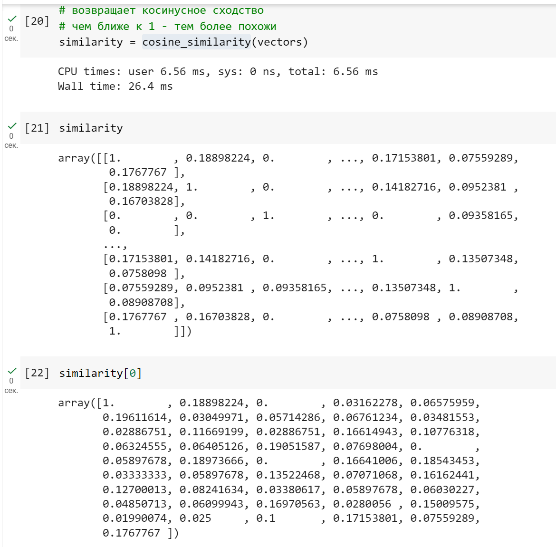 # возвращает косинусное сходство
[20] # чем ближе к 1 - тем более похожи
0 сек. similarity = cosine_similarity(vectors)
CPU times: user 6.56 ms, sys: 0 ns, total: 6.56 ms
Wall time: 26.4 ms
[21] similarity
0
сек.
array([[1.        , 0.18898224, 0.        , ..., 0.17153801, 0.07559289,
        0.1767767 ],
       [0.18898224, 1.        , 0.        , ..., 0.14182716, 0.0952381 ,
        0.16703828],
       [0.        , 0.        , 1.        , ..., 0.        , 0.09358165,
        0.        ],
       ...,
       [0.17153801, 0.14182716, 0.        , ..., 1.        , 0.13507348,
        0.0758098 ],
       [0.07559289, 0.0952381 , 0.09358165, ..., 0.13507348, 1.        ,
        0.08908708],
       [0.1767767 , 0.16703828, 0.        , ..., 0.0758098 , 0.08908708,
        1.        ]])
[22] similarity[0]
0
сек.
array([1.        , 0.18898224, 0.        , 0.03162278, 0.06575959,
       0.19611614, 0.03049971, 0.05714286, 0.06761234, 0.03481553,
       0.02886751, 0.11669199, 0.02886751, 0.16614943, 0.10776318,
       0.06324555, 0.06405126, 0.19051587, 0.07698004, 0.        ,
       0.05897678, 0.18973666, 0.        , 0.16641006, 0.18543453,
       0.03333333, 0.05897678, 0.13522468, 0.07071068, 0.16162441,
       0.12700013, 0.08241634, 0.03380617, 0.05897678, 0.06030227,
       0.04850713, 0.06099943, 0.16970563, 0.0280056 , 0.15009575,
       0.01990074, 0.025     , 0.1       , 0.17153801, 0.07559289,
       0.1767767 ])